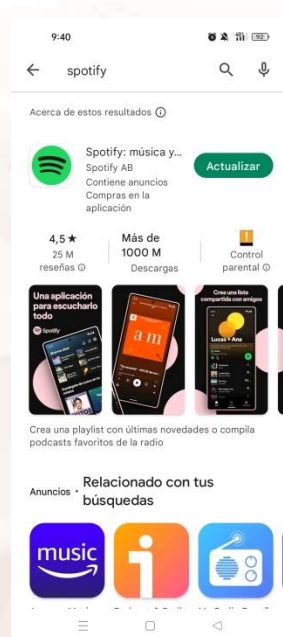 9:40
92
spotify
Acerca de estos resultados
Spotify: música y...
Spotify AB
Contiene anuncios
Compras en la
aplicación
Actualizar
4,5★
25 M
reseñas
Más de
1000 M
Descargas
Control
parental
Una aplicación
para escucharlo
todo
Spotify
a·m
Crea una lista
compartida con amigos
Lucas + Ana
Crea una playlist con últimas novedades o compila
podcasts favoritos de la radio
Anuncios · Relacionado con tus
búsquedas
music